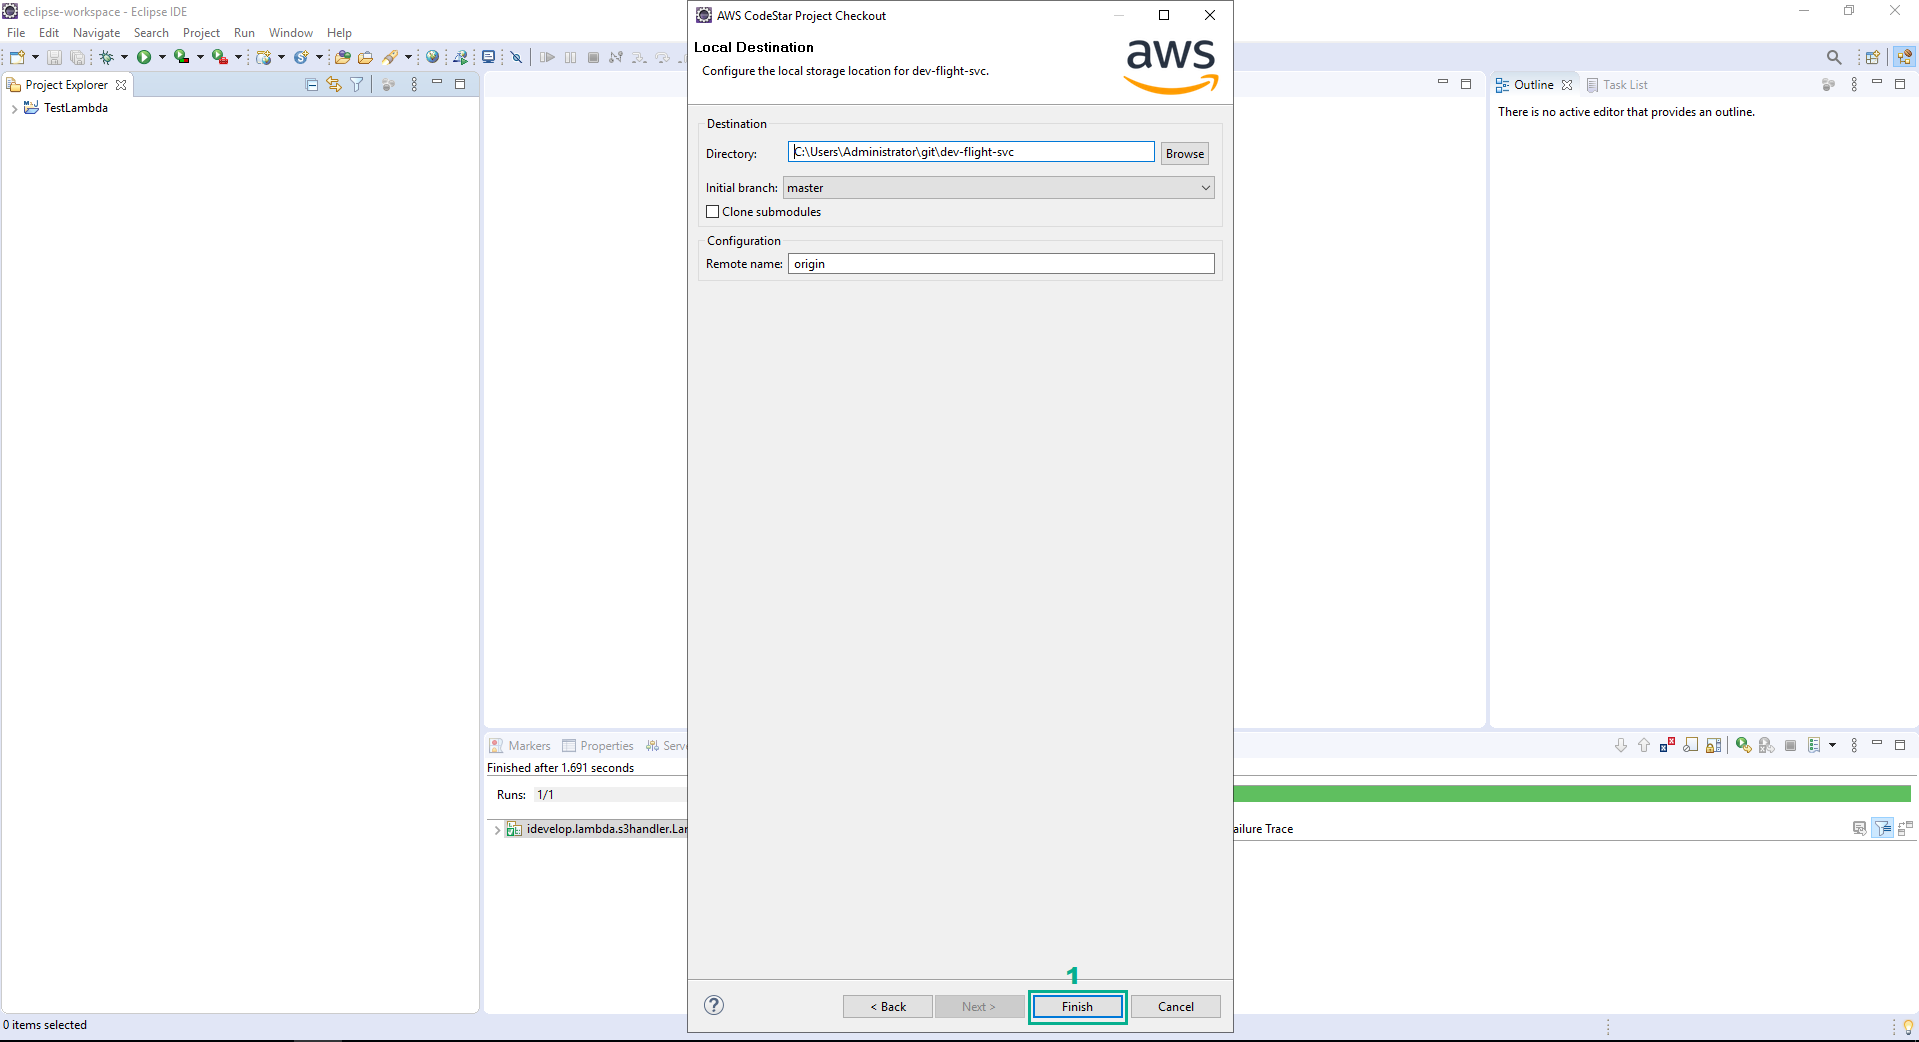 eclipse-workspace - Eclipse IDE
File Edit Navigate Search Project Run Window Help
Project Explorer
TestLambda
AWS CodeStar Project Checkout
Local Destination
Configure the local storage location for dev-flight-svc.
aws
Destination
Directory: C:\Users\Administrator\git\dev-flight-svc Browse
Initial branch: master
Clone submodules
Configuration
Remote name: origin
1
< Back Next > Finish Cancel
Outline Task List
There is no active editor that provides an outline.
Markers Properties Serve
Finished after 1.691 seconds
Runs: 1/1
idevelop.lambda.s3handler.Lar
ailure Trace
0 items selected